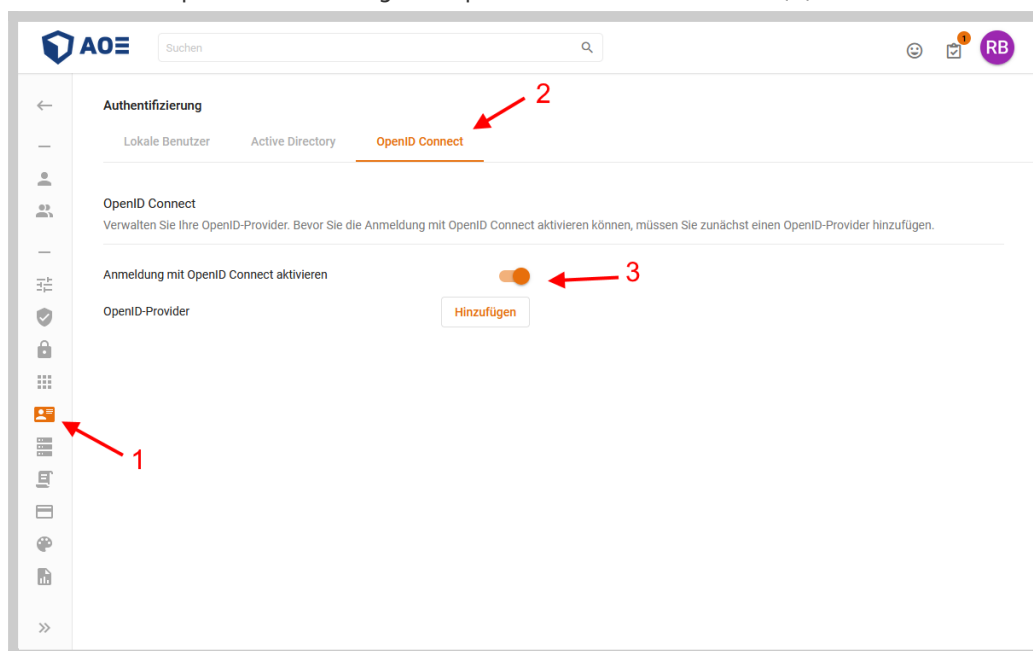 AOE
Suchen
1
RB
Authentifizierung
2
Lokale Benutzer Active Directory OpenID Connect
OpenID Connect
Verwalten Sie Ihre OpenID-Provider. Bevor Sie die Anmeldung mit OpenID Connect aktivieren können, müssen Sie zunächst einen OpenID-Provider hinzufügen.
Anmeldung mit OpenID Connect aktivieren
3
OpenID-Provider Hinzufügen
1